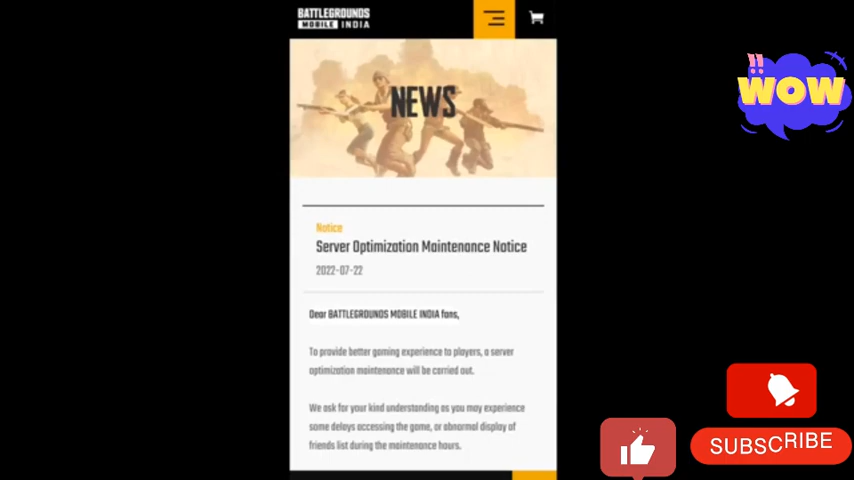 BATTLEGROUNDS
MOBILE INDIA
!!
WOW
NEWS
Notice
Server Optimization Maintenance Notice
2022-07-22
Dear BATTLEGROUNDS MOBILE INDIA fans,
To provide better gaming experience to players, a server
optimization maintenance will be carried out.
We ask for your kind understanding as you may experience
some delays accessing the game, or abnormal display of
friends list during the maintenance hours.
SUBSCRIBE